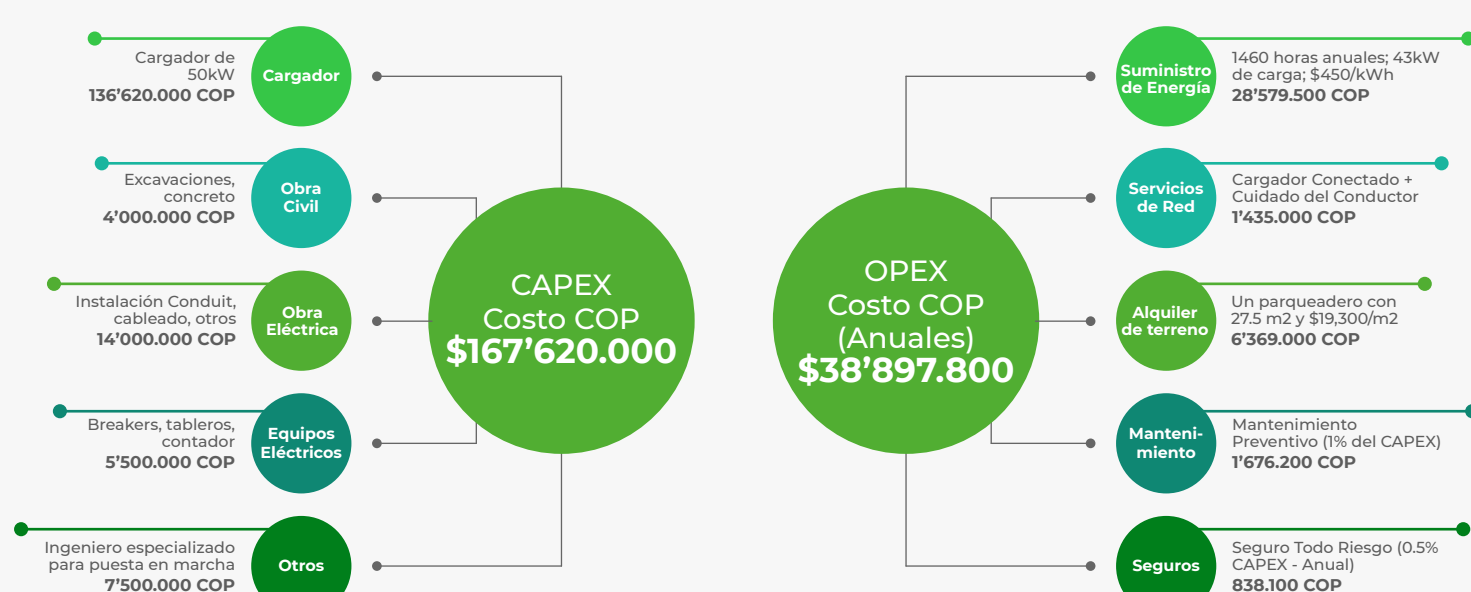 Cargador de
50kW
136’620.000 COP
Cargador
Excavaciones,
concreto
4’000.000 COP
Obra
Civil
Instalación Conduit,
cableado, otros
14’000.000 COP
Obra
Eléctrica
Breakers, tableros,
contador
5’500.000 COP
Equipos
Eléctricos
Ingeniero especializado
para puesta en marcha
7’500.000 COP
Otros
CAPEX
Costo COP
$167’620.000
OPEX
Costo COP
(Anuales)
$38’897.800
Suministro
de Energía
1460 horas anuales; 43kW
de carga; $450/kWh
28’579.500 COP
Servicios
de Red
Cargador Conectado +
Cuidado del Conductor
1’435.000 COP
Alquiler
de terreno
Un parqueadero con
27.5 m2 y $19,300/m2
6’369.000 COP
Manteni-
miento
Mantenimiento
Preventivo (1% del CAPEX)
1’676.200 COP
Seguros
Seguro Todo Riesgo (0.5%
CAPEX - Anual)
838.100 COP